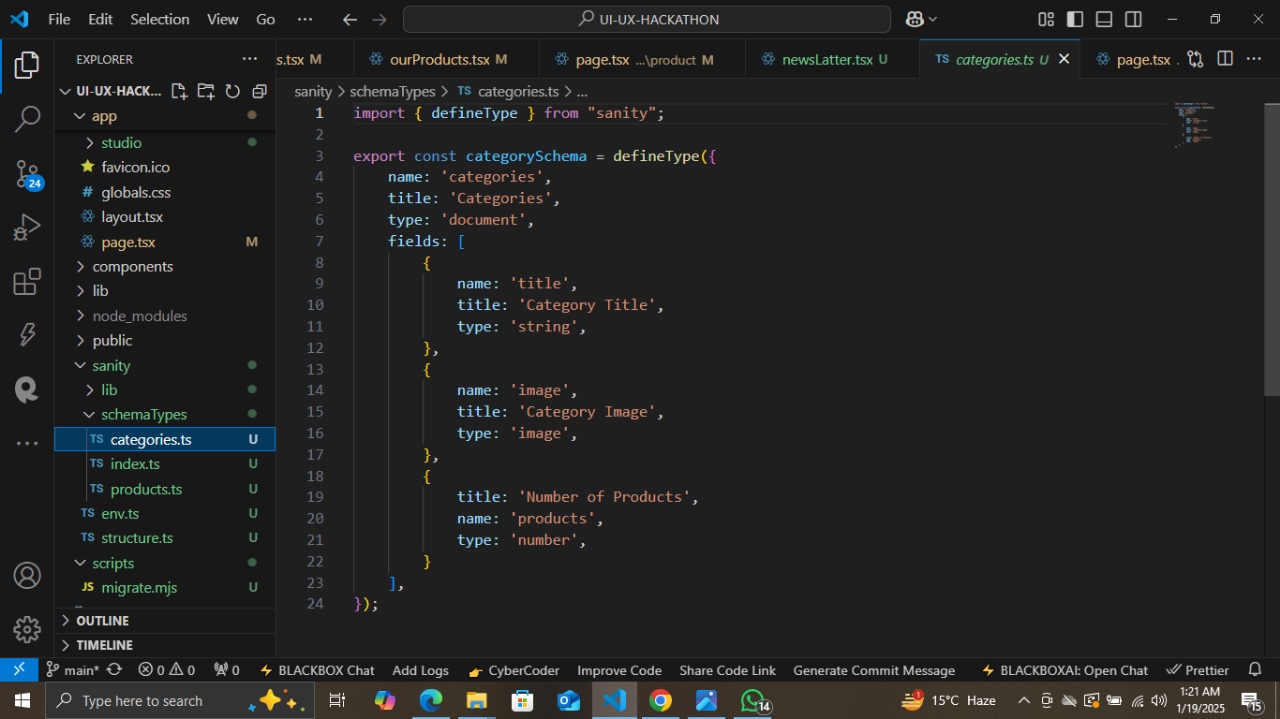 File Edit Selection View Go ··· UI-UX-HACKATHON
EXPLORER ···
s.tsx M ourProducts.tsx M page.tsx ...\product M newsLatter.tsx U TS categories.ts U page.tsx . ···
UI-UX-HACK...
sanity > schemaTypes > TS categories.ts > ...
app
studio
favicon.ico
# globals.css
layout.tsx
page.tsx M
components
lib
node_modules
public
sanity
lib
schemaTypes
TS categories.ts U
TS index.ts U
TS products.ts U
TS env.ts U
TS structure.ts U
scripts
JS migrate.mjs U
OUTLINE
TIMELINE
24
1 import { defineType } from "sanity";
2
3 export const categorySchema = defineType({
4 name: 'categories',
5 title: 'Categories',
6 type: 'document',
7 fields: [
8 {
9 name: 'title',
10 title: 'Category Title',
11 type: 'string',
12 },
13 {
14 name: 'image',
15 title: 'Category Image',
16 type: 'image',
17 },
18 {
19 title: 'Number of Products',
20 name: 'products',
21 type: 'number',
22 }
23 ],
24 });
main* 0 0 0 BLACKBOX Chat Add Logs CyberCoder Improve Code Share Code Link Generate Commit Message BLACKBOXAI: Open Chat Prettier
Type here to search 14 1 15°C Haze 1:21 AM
1/19/2025 15